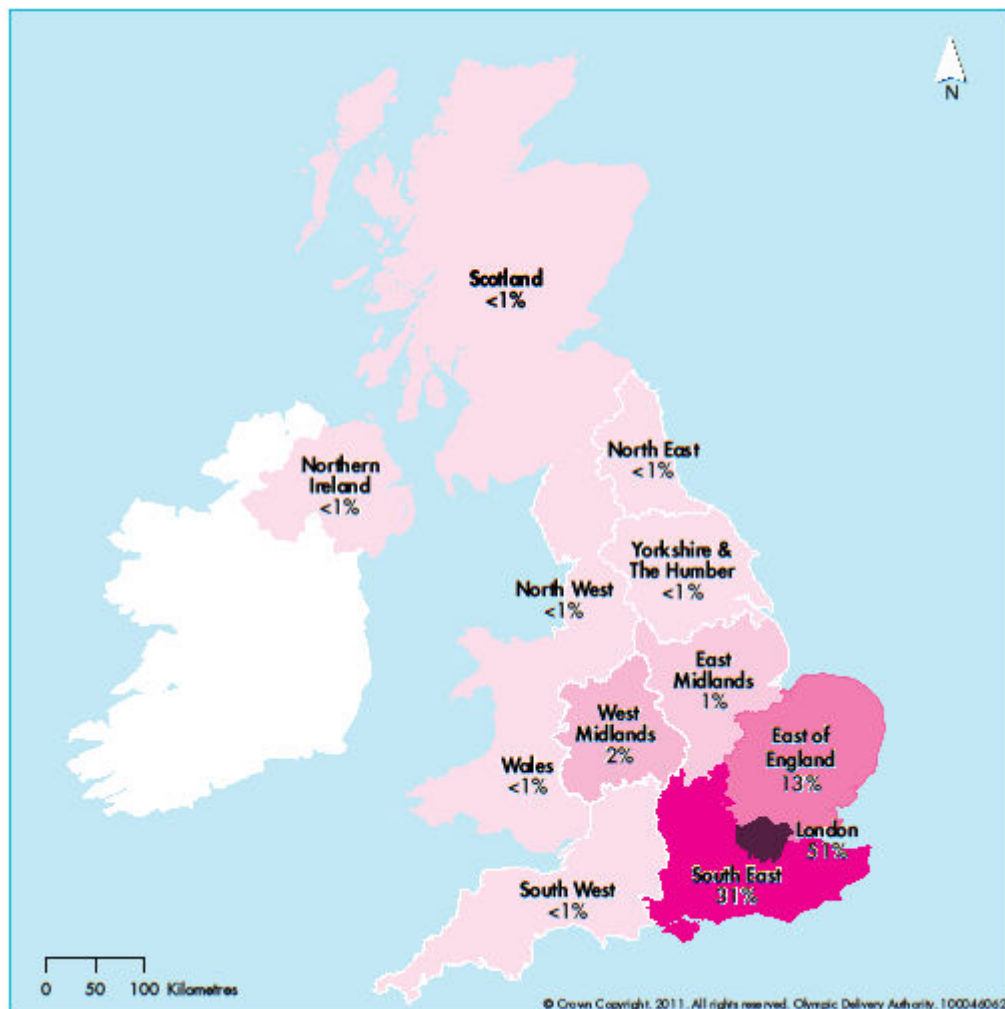 N
Scotland
<1%
North East
<1%
Northern
Ireland
<1%
Yorkshire &
The Humber
<1%
North West
<1%
East
Midlands
1%
West
Midlands
2%
East of
England
13%
Wales
<1%
London
51%
South East
31%
South West
<1%
0 50 100 Kilometres
© Crown Copyright, 2011. All rights reserved. Olympic Delivery Authority. 100046062